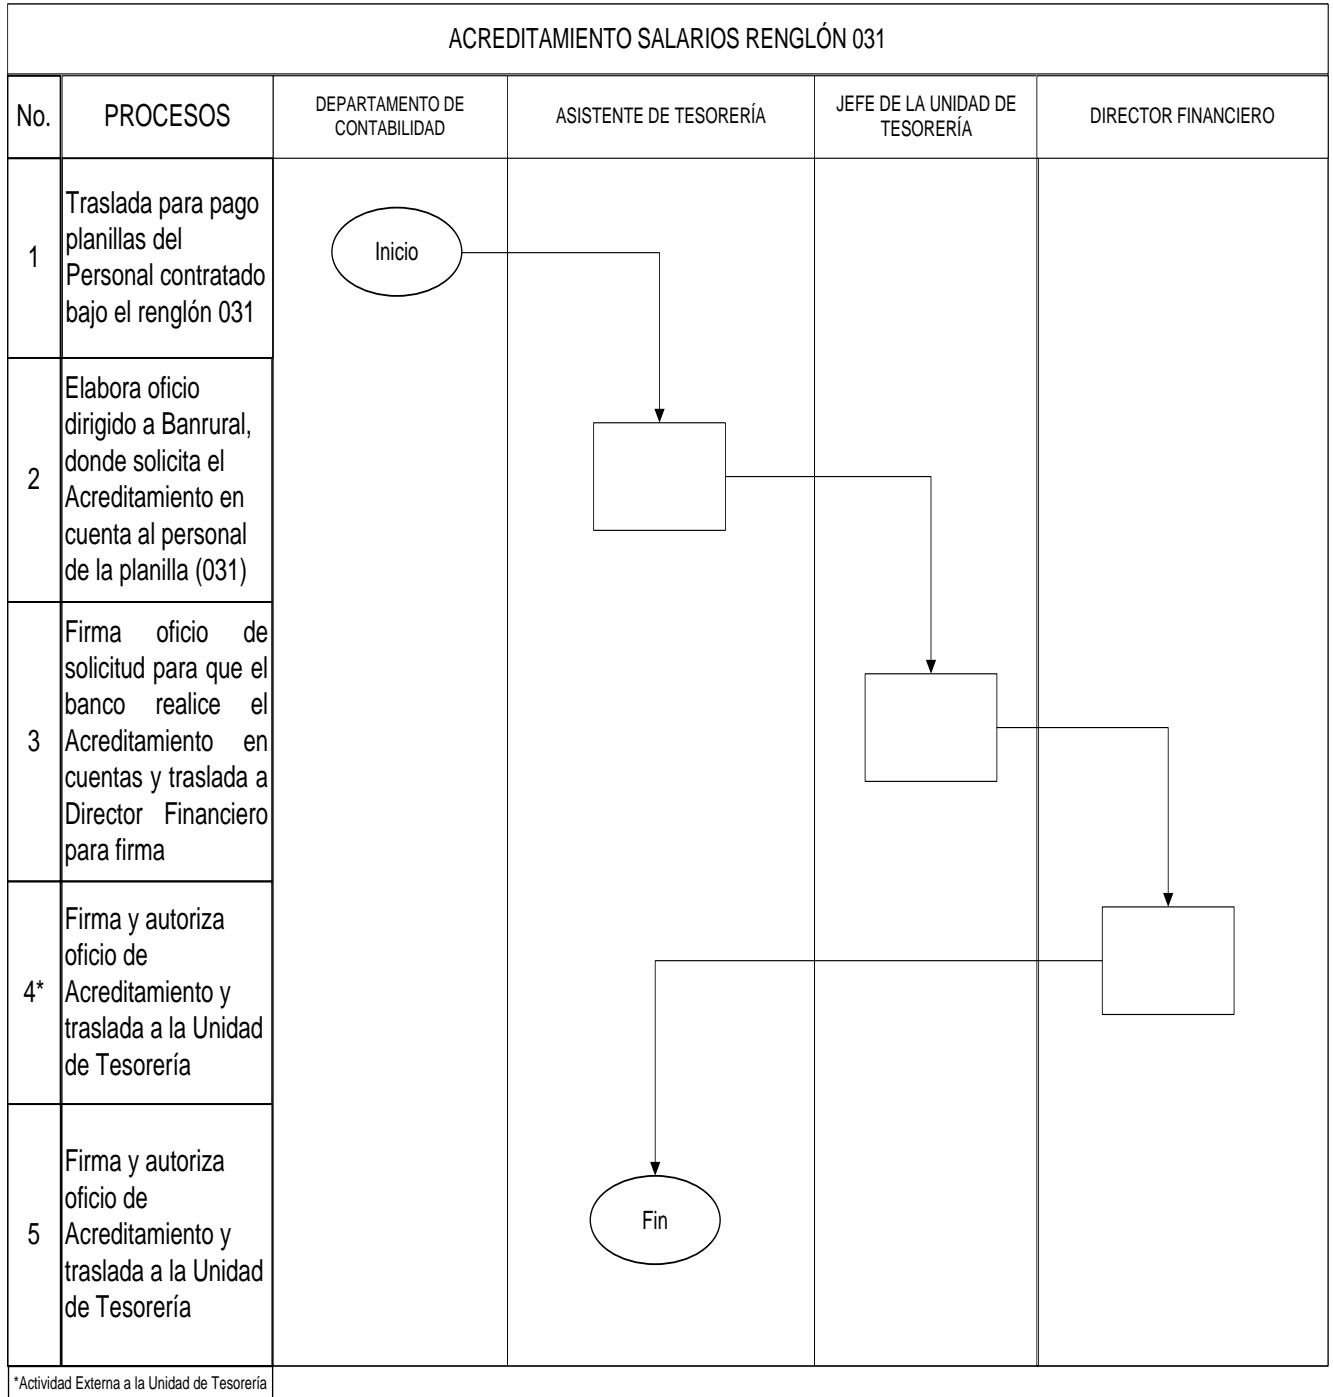 ACREDITAMIENTO SALARIOS RENGLÓN 031
No.
PROCESOS
DEPARTAMENTO DE
CONTABILIDAD
ASISTENTE DE TESORERÍA
JEFE DE LA UNIDAD DE
TESORERÍA
DIRECTOR FINANCIERO
1
Traslada para pago
planillas del
Personal contratado
bajo el renglón 031
Inicio
2
Elabora oficio
dirigido a Banrural,
donde solicita el
Acreditamiento en
cuenta al personal
de la planilla (031)
3
Firma oficio de
solicitud para que el
banco realice el
Acreditamiento en
cuentas y traslada a
Director Financiero
para firma
4*
Firma y autoriza
oficio de
Acreditamiento y
traslada a la Unidad
de Tesorería
5
Firma y autoriza
oficio de
Acreditamiento y
traslada a la Unidad
de Tesorería
Fin
*Actividad Externa a la Unidad de Tesorería